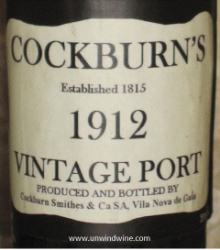 COCKBURN'S
Established 1815
1912
VINTAGE PORT
PRODUCED AND BOTTLED BY
Cockburn Smithes & Ca SA, Vila Nova de Gaia
www.unwindwine.com